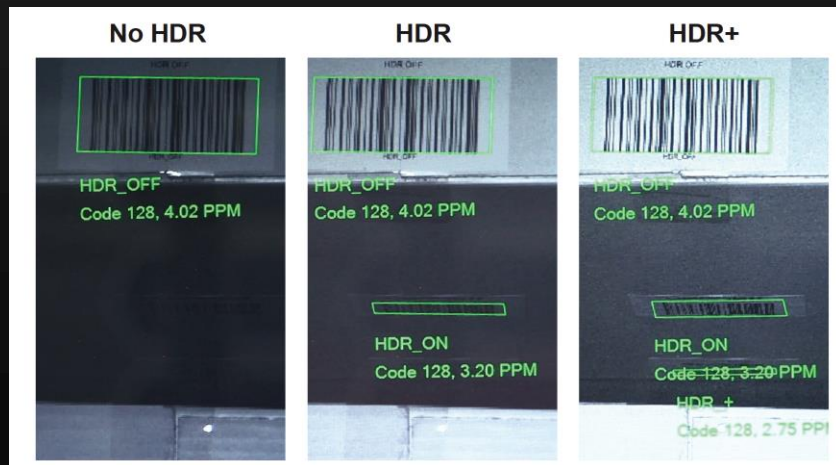 No HDR
HDR_OFF
HDR_OFF
HDR_OFF
Code 128, 4.02 PPM
HDR
HDR_OFF
HDR_OFF
HDR_OFF
Code 128, 4.02 PPM
HDR_ON
Code 128, 3.20 PPM
HDR+
HDR_OFF
HDR_OFF
HDR_OFF
Code 128, 4.02 PPM
HDR_ON
Code 128, 3.20 PPM
HDR_+
Code 128, 2.75 PP